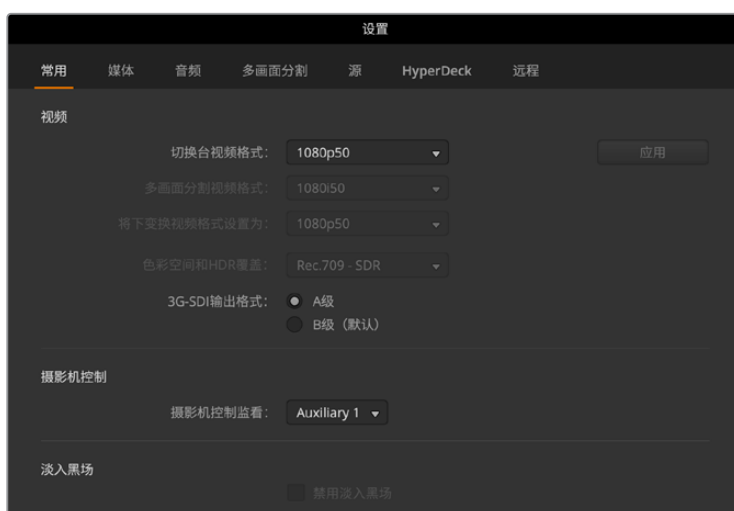 设置
常用 媒体 音频 多画面分割 源 HyperDeck 远程
视频
切换台视频格式： 1080p50 应用
多画面分割视频格式： 1080i50
将下变换视频格式设置为： 1080p50
色彩空间和HDR覆盖： Rec.709 - SDR
3G-SDI输出格式： A级
B级（默认）
摄影机控制
摄影机控制监看： Auxiliary 1
淡入黑场
禁用淡入黑场